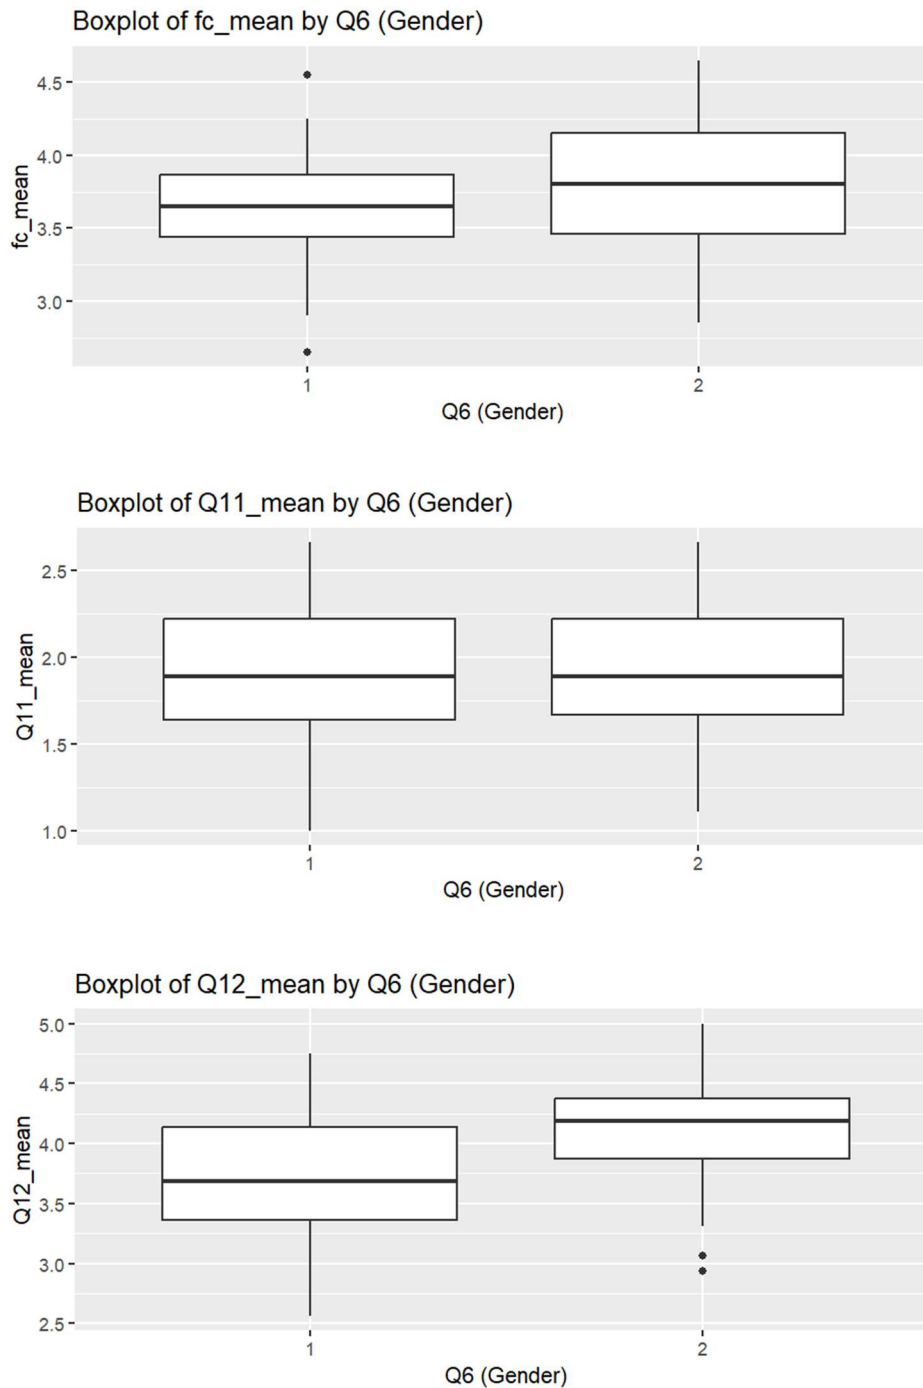 Boxplot of fc_mean by Q6 (Gender)
4.5
4.0
3.5
3.0
fc_mean
1 2
Q6 (Gender)
Boxplot of Q11_mean by Q6 (Gender)
2.5
2.0
1.5
1.0
Q11_mean
1 2
Q6 (Gender)
Boxplot of Q12_mean by Q6 (Gender)
5.0
4.5
4.0
3.5
3.0
2.5
Q12_mean
1 2
Q6 (Gender)